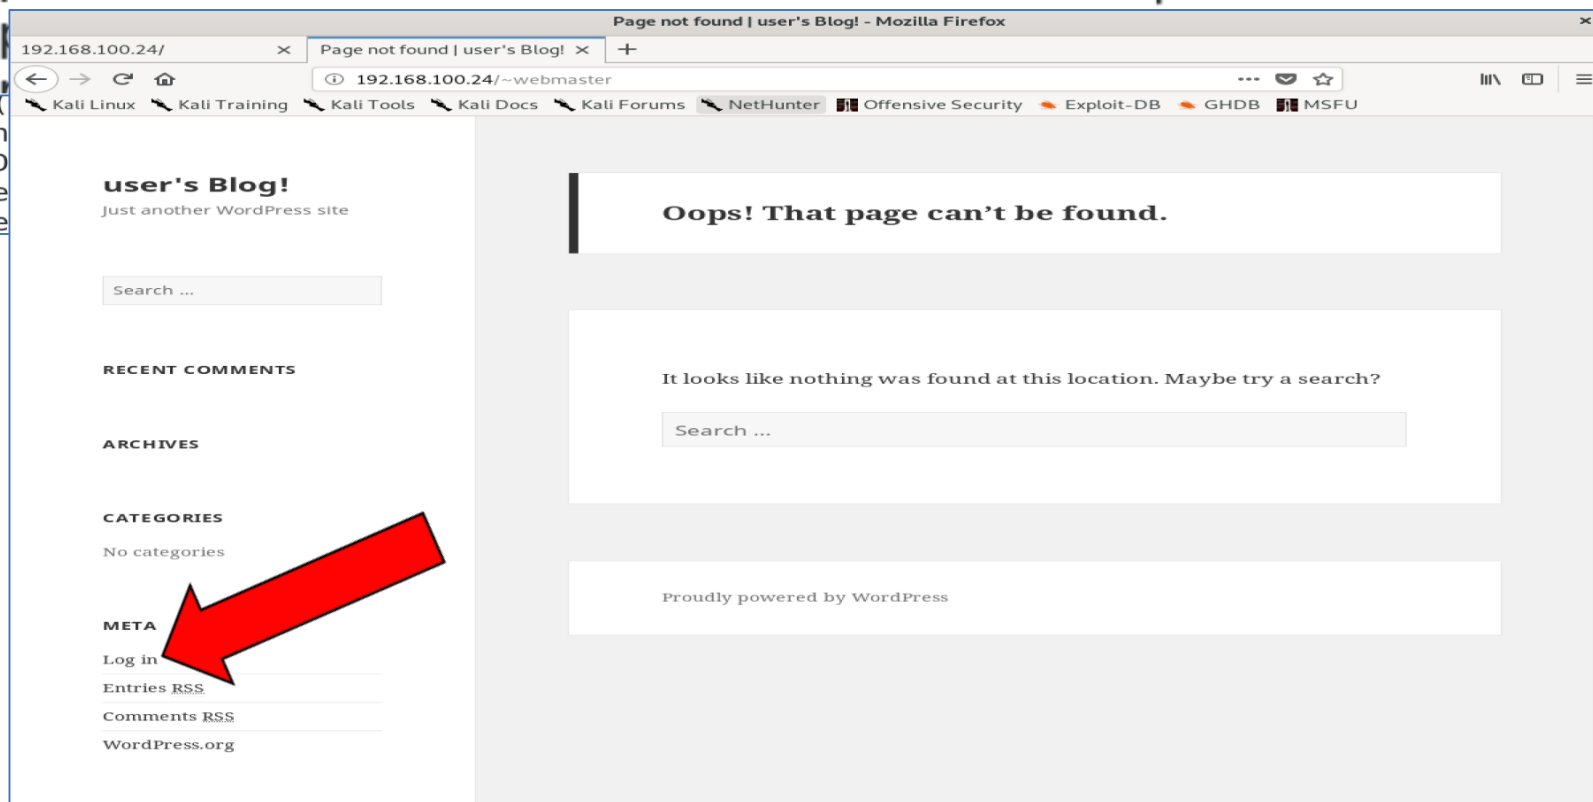 Page not found | user's Blog! - Mozilla Firefox
192.168.100.24/ Page not found | user's Blog!
192.168.100.24/~webmaster
Kali Linux Kali Training Kali Tools Kali Docs Kali Forums NetHunter Offensive Security Exploit-DB GHDB MSFU
user's Blog!
Just another WordPress site
Search ...
RECENT COMMENTS
ARCHIVES
CATEGORIES
No categories
META
Log in
Entries RSS
Comments RSS
WordPress.org
Oops! That page can’t be found.
It looks like nothing was found at this location. Maybe try a search?
Search ...
Proudly powered by WordPress